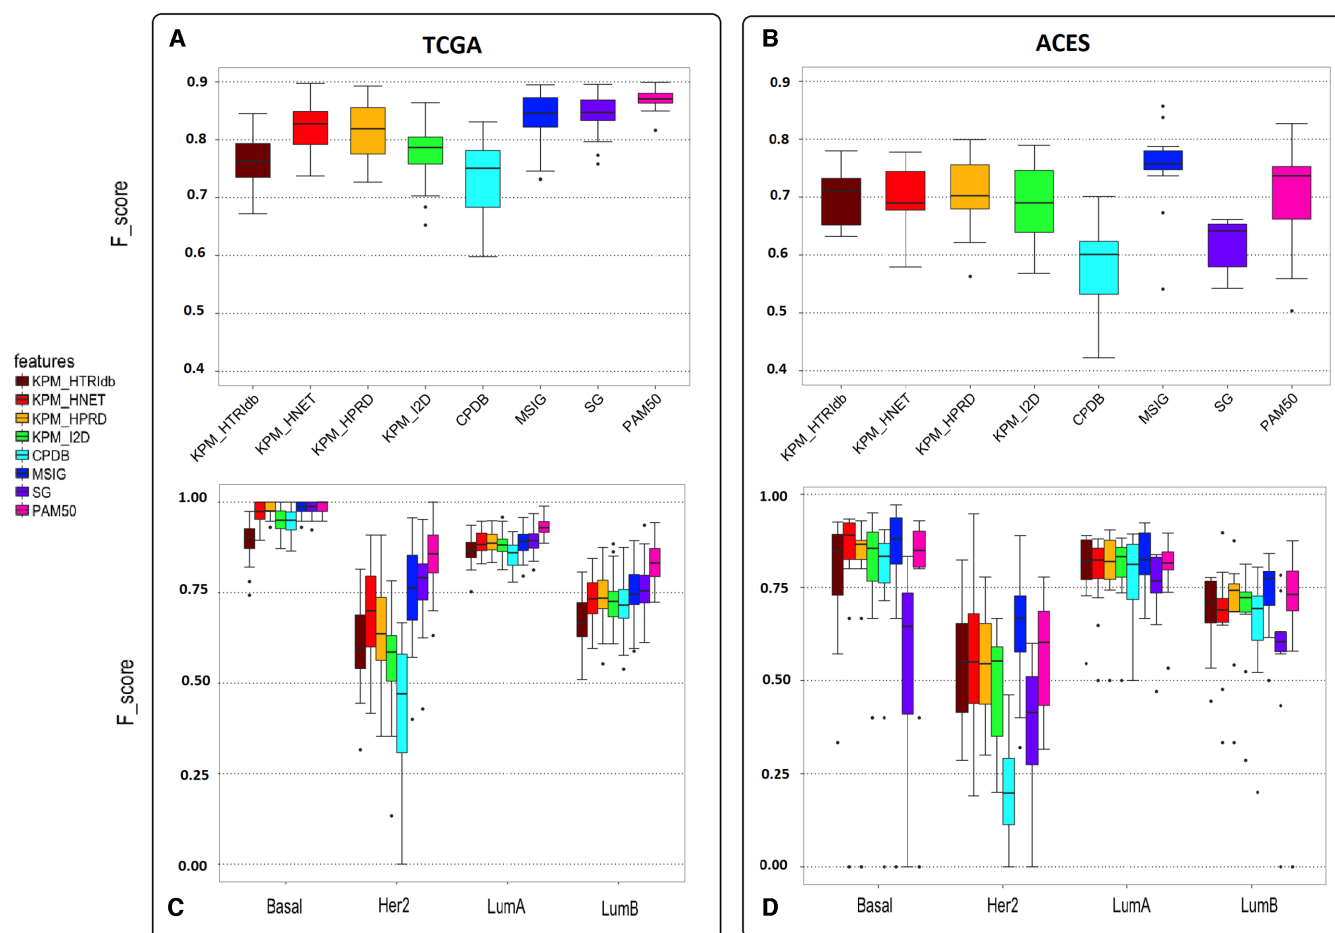 A
TCGA
0.9
0.8
0.7
0.6
0.5
0.4
F_score
KPM_HTRIdb
KPM_HNET
KPM_HPRD
KPM_I2D
CPDB
MSIG
SG
PAM50
B
ACES
0.9
0.8
0.7
0.6
0.5
0.4
KPM_HTRIdb
KPM_HNET
KPM_HPRD
KPM_I2D
CPDB
MSIG
SG
PAM50
features
KPM_HTRIdb
KPM_HNET
KPM_HPRD
KPM_I2D
CPDB
MSIG
SG
PAM50
1.00
0.75
0.50
0.25
0.00
F_score
C
Basal
Her2
LumA
LumB
1.00
0.75
0.50
0.25
0.00
D
Basal
Her2
LumA
LumB